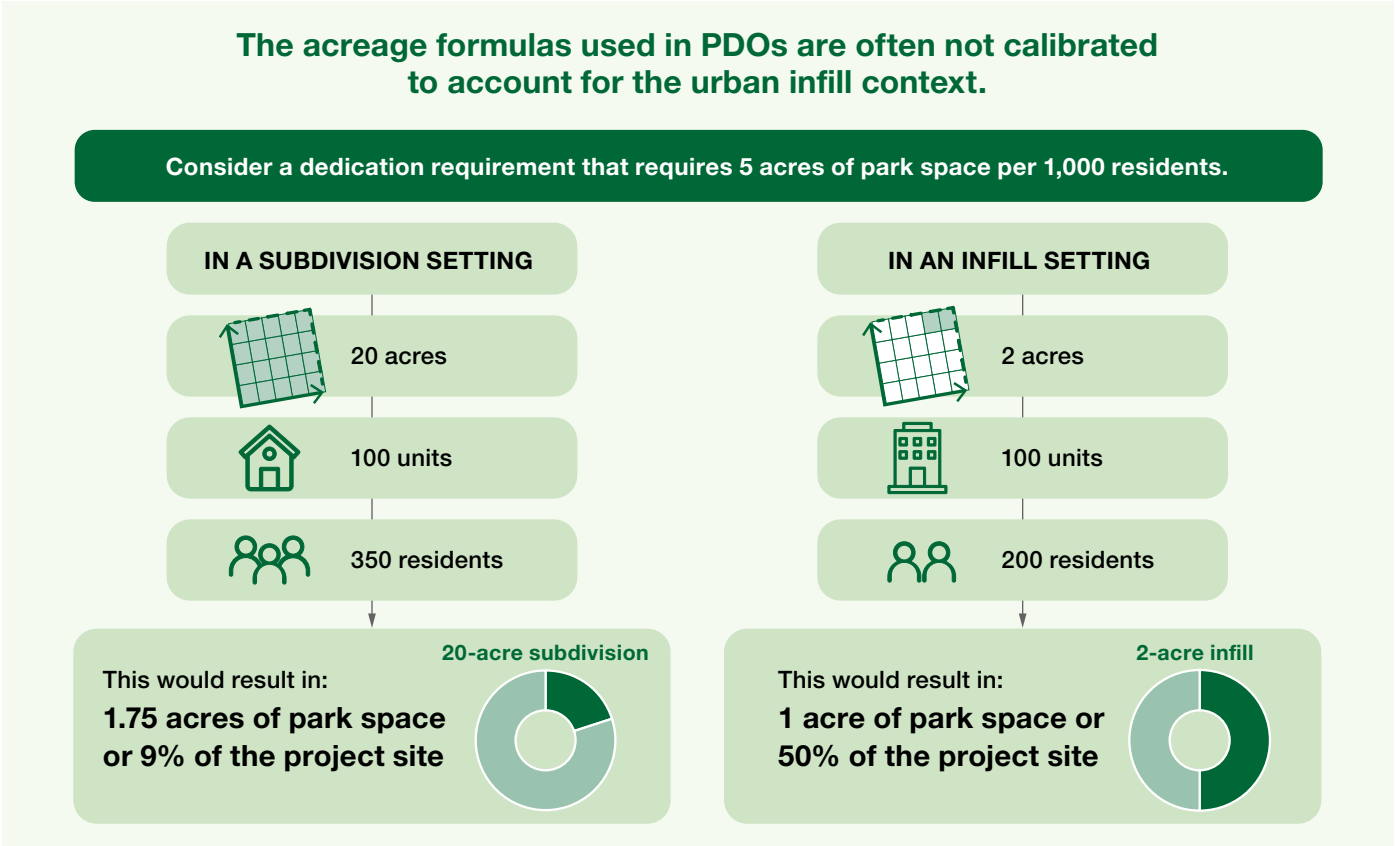 The acreage formulas used in PDOs are often not calibrated
to account for the urban infill context.
Consider a dedication requirement that requires 5 acres of park space per 1,000 residents.
IN A SUBDIVISION SETTING
20 acres
100 units
350 residents
20-acre subdivision
This would result in:
1.75 acres of park space
or 9% of the project site
IN AN INFILL SETTING
2 acres
100 units
200 residents
2-acre infill
This would result in:
1 acre of park space or
50% of the project site